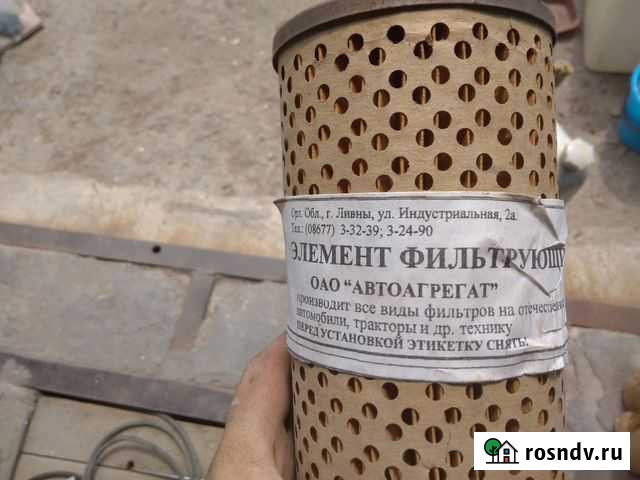 Орл. Обл., г. Ливны, ул. Индустриальная, 2а.
Тел.: (08677) 3-32-39; 3-24-90
ЭЛЕМЕНТ ФИЛЬТРУЮЩ
ОАО "АВТОАГРЕГАТ"
производит все виды фильтров на отечествен
автомобили, тракторы и др. технику
ПЕРЕД УСТАНОВКОЙ ЭТИКЕТКУ СНЯТЬ!
rosndv.ru